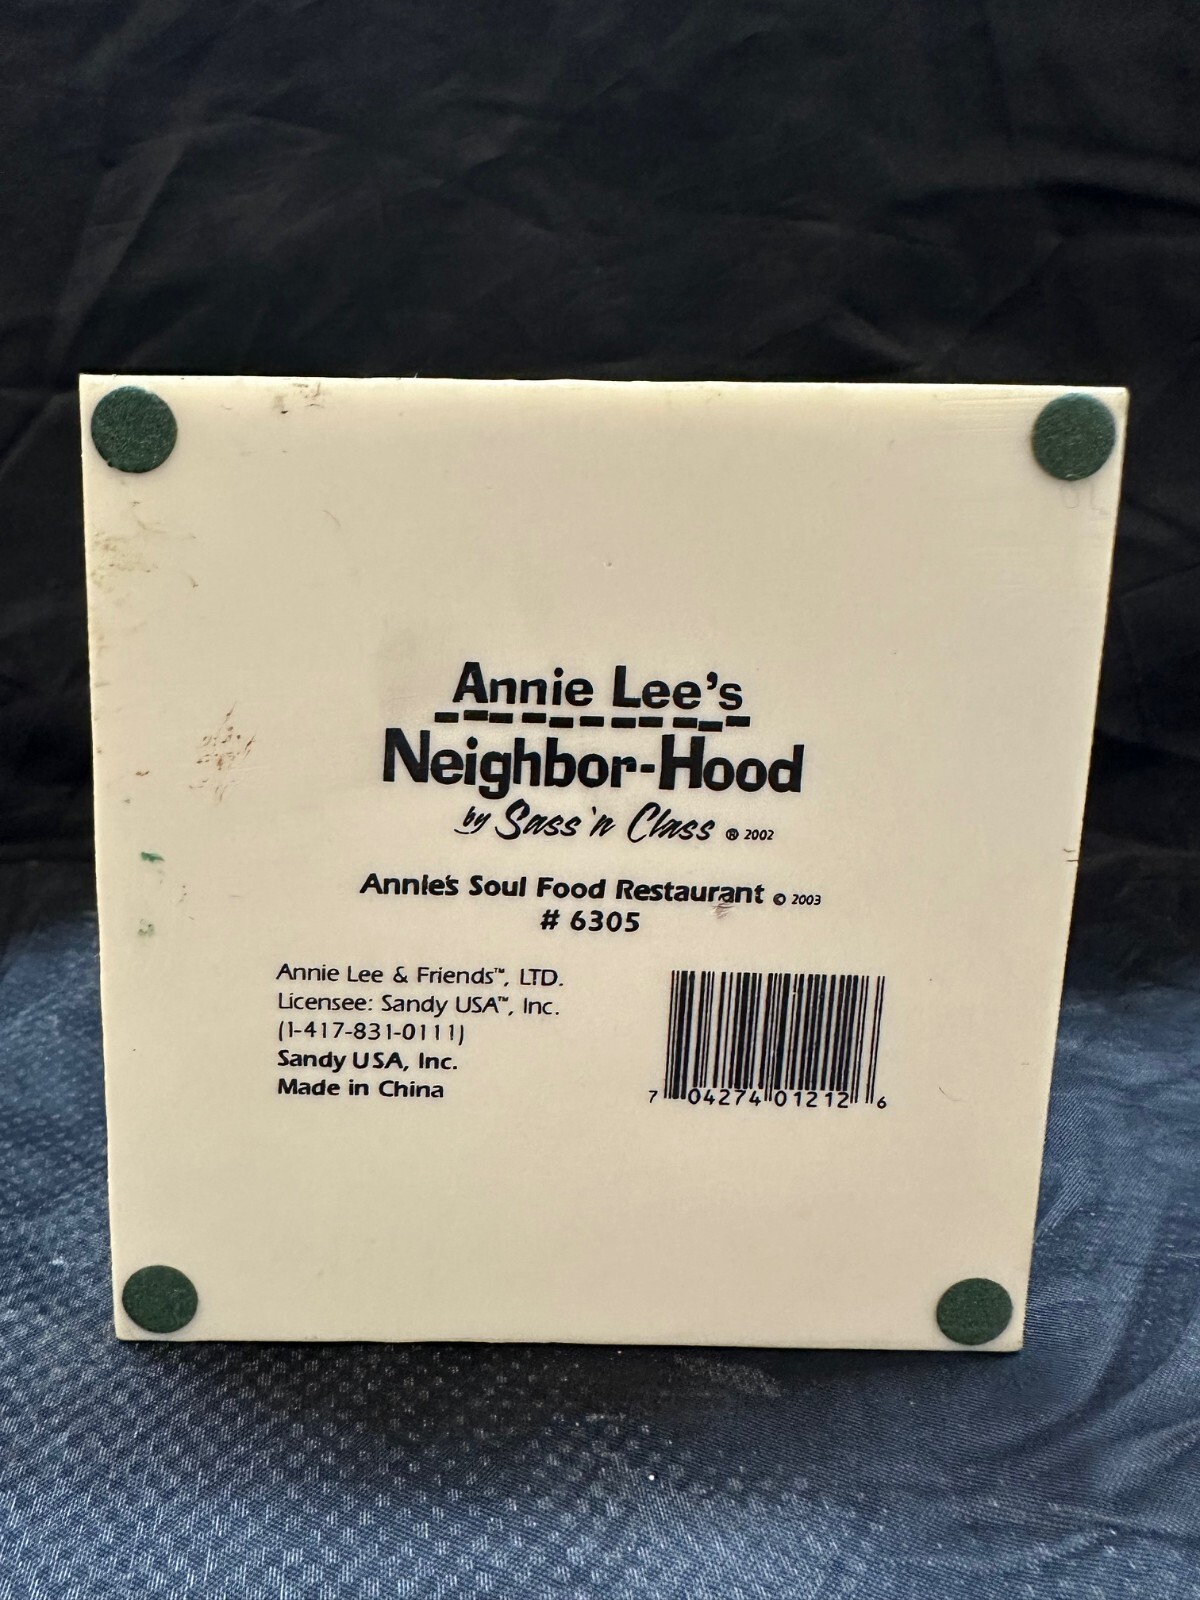 Annie Lee's
Neighbor-Hood
by Sass 'n Class ® 2002
Annie's Soul Food Restaurant © 2003
# 6305
Annie Lee & Friends™, LTD.
Licensee: Sandy USA™, Inc.
(1-417-831-0111)
Sandy USA, Inc.
Made in China
7 04274 01212 6